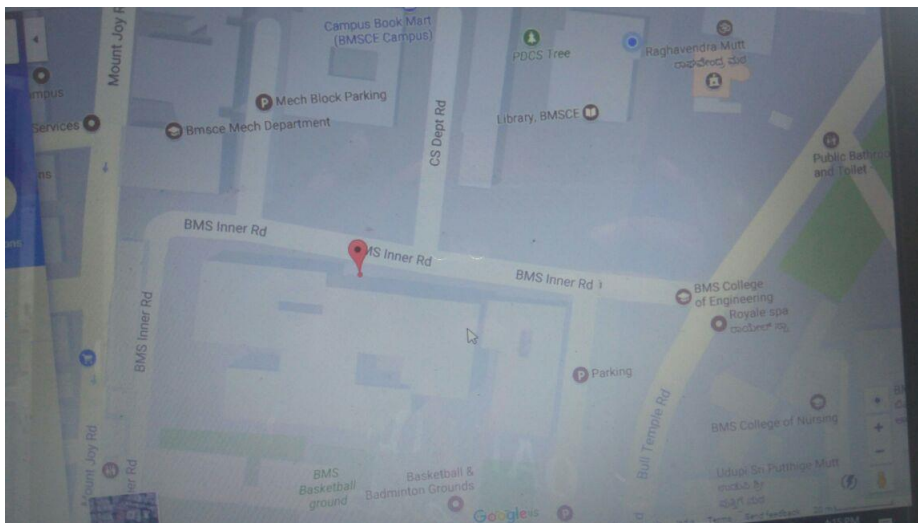 Campus Book Mart
(BMSCE Campus)
Mount Joy Rd
PDCS Tree
Raghavendra Mutt
ರಾಘವೇಂದ್ರ ಮಠ
Mech Block Parking
Library, BMSCE
Services
Bmsce Mech Department
CS Dept Rd
Public
and Toilet
BMS Inner Rd
MS Inner Rd
BMS Inner Rd
BMS College
of Engineering
Royale spa
BMS Inner Rd
Parking
Bull Temple Rd
BMS College of Nursing
Mount Joy Rd
BMS
Basketball
ground
Basketball &
Badminton Grounds
Udupi Sri Puthige Mutt
Google
Terms
Send feedback